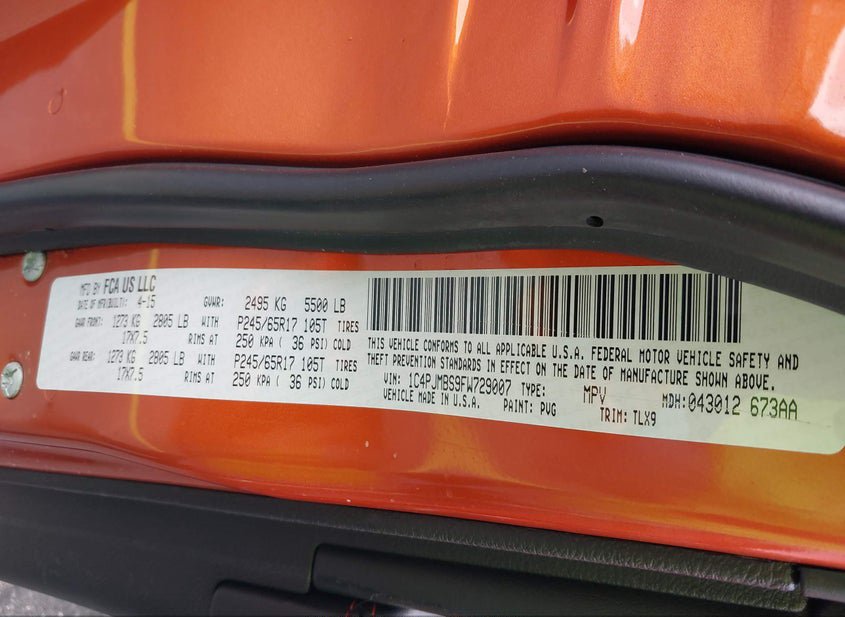 MFD BY FCA US LLC
DATE OF MFR(BUILT): 4-15 GVWR: 2495 KG 5500 LB
GAWR FRONT: 1273 KG 2805 LB WITH P245/65R17 105T TIRES
17X7.5 RIMS AT 250 KPA ( 36 PSI) COLD
GAWR REAR: 1273 KG 2805 LB WITH P245/65R17 105T TIRES
17X7.5 RIMS AT 250 KPA ( 36 PSI) COLD
THIS VEHICLE CONFORMS TO ALL APPLICABLE U.S.A. FEDERAL MOTOR VEHICLE SAFETY AND
THEFT PREVENTION STANDARDS IN EFFECT ON THE DATE OF MANUFACTURE SHOWN ABOVE.
VIN: 1C4PJMBS9FW729007 TYPE: MPV MDH:043012 673AA
VEHICLE MADE IN U.S.A. PAINT: PVG TRIM: TLX9